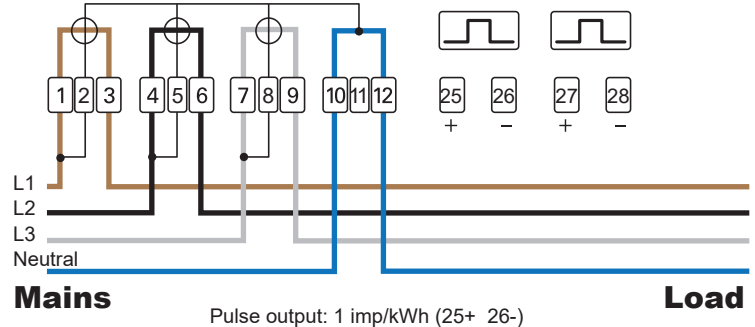 1 2 3 4 5 6 7 8 9 10 11 12 25 26 27 28
+ − + −
L1
L2
L3
Neutral
Mains Load
Pulse output: 1 imp/kWh (25+ 26-)